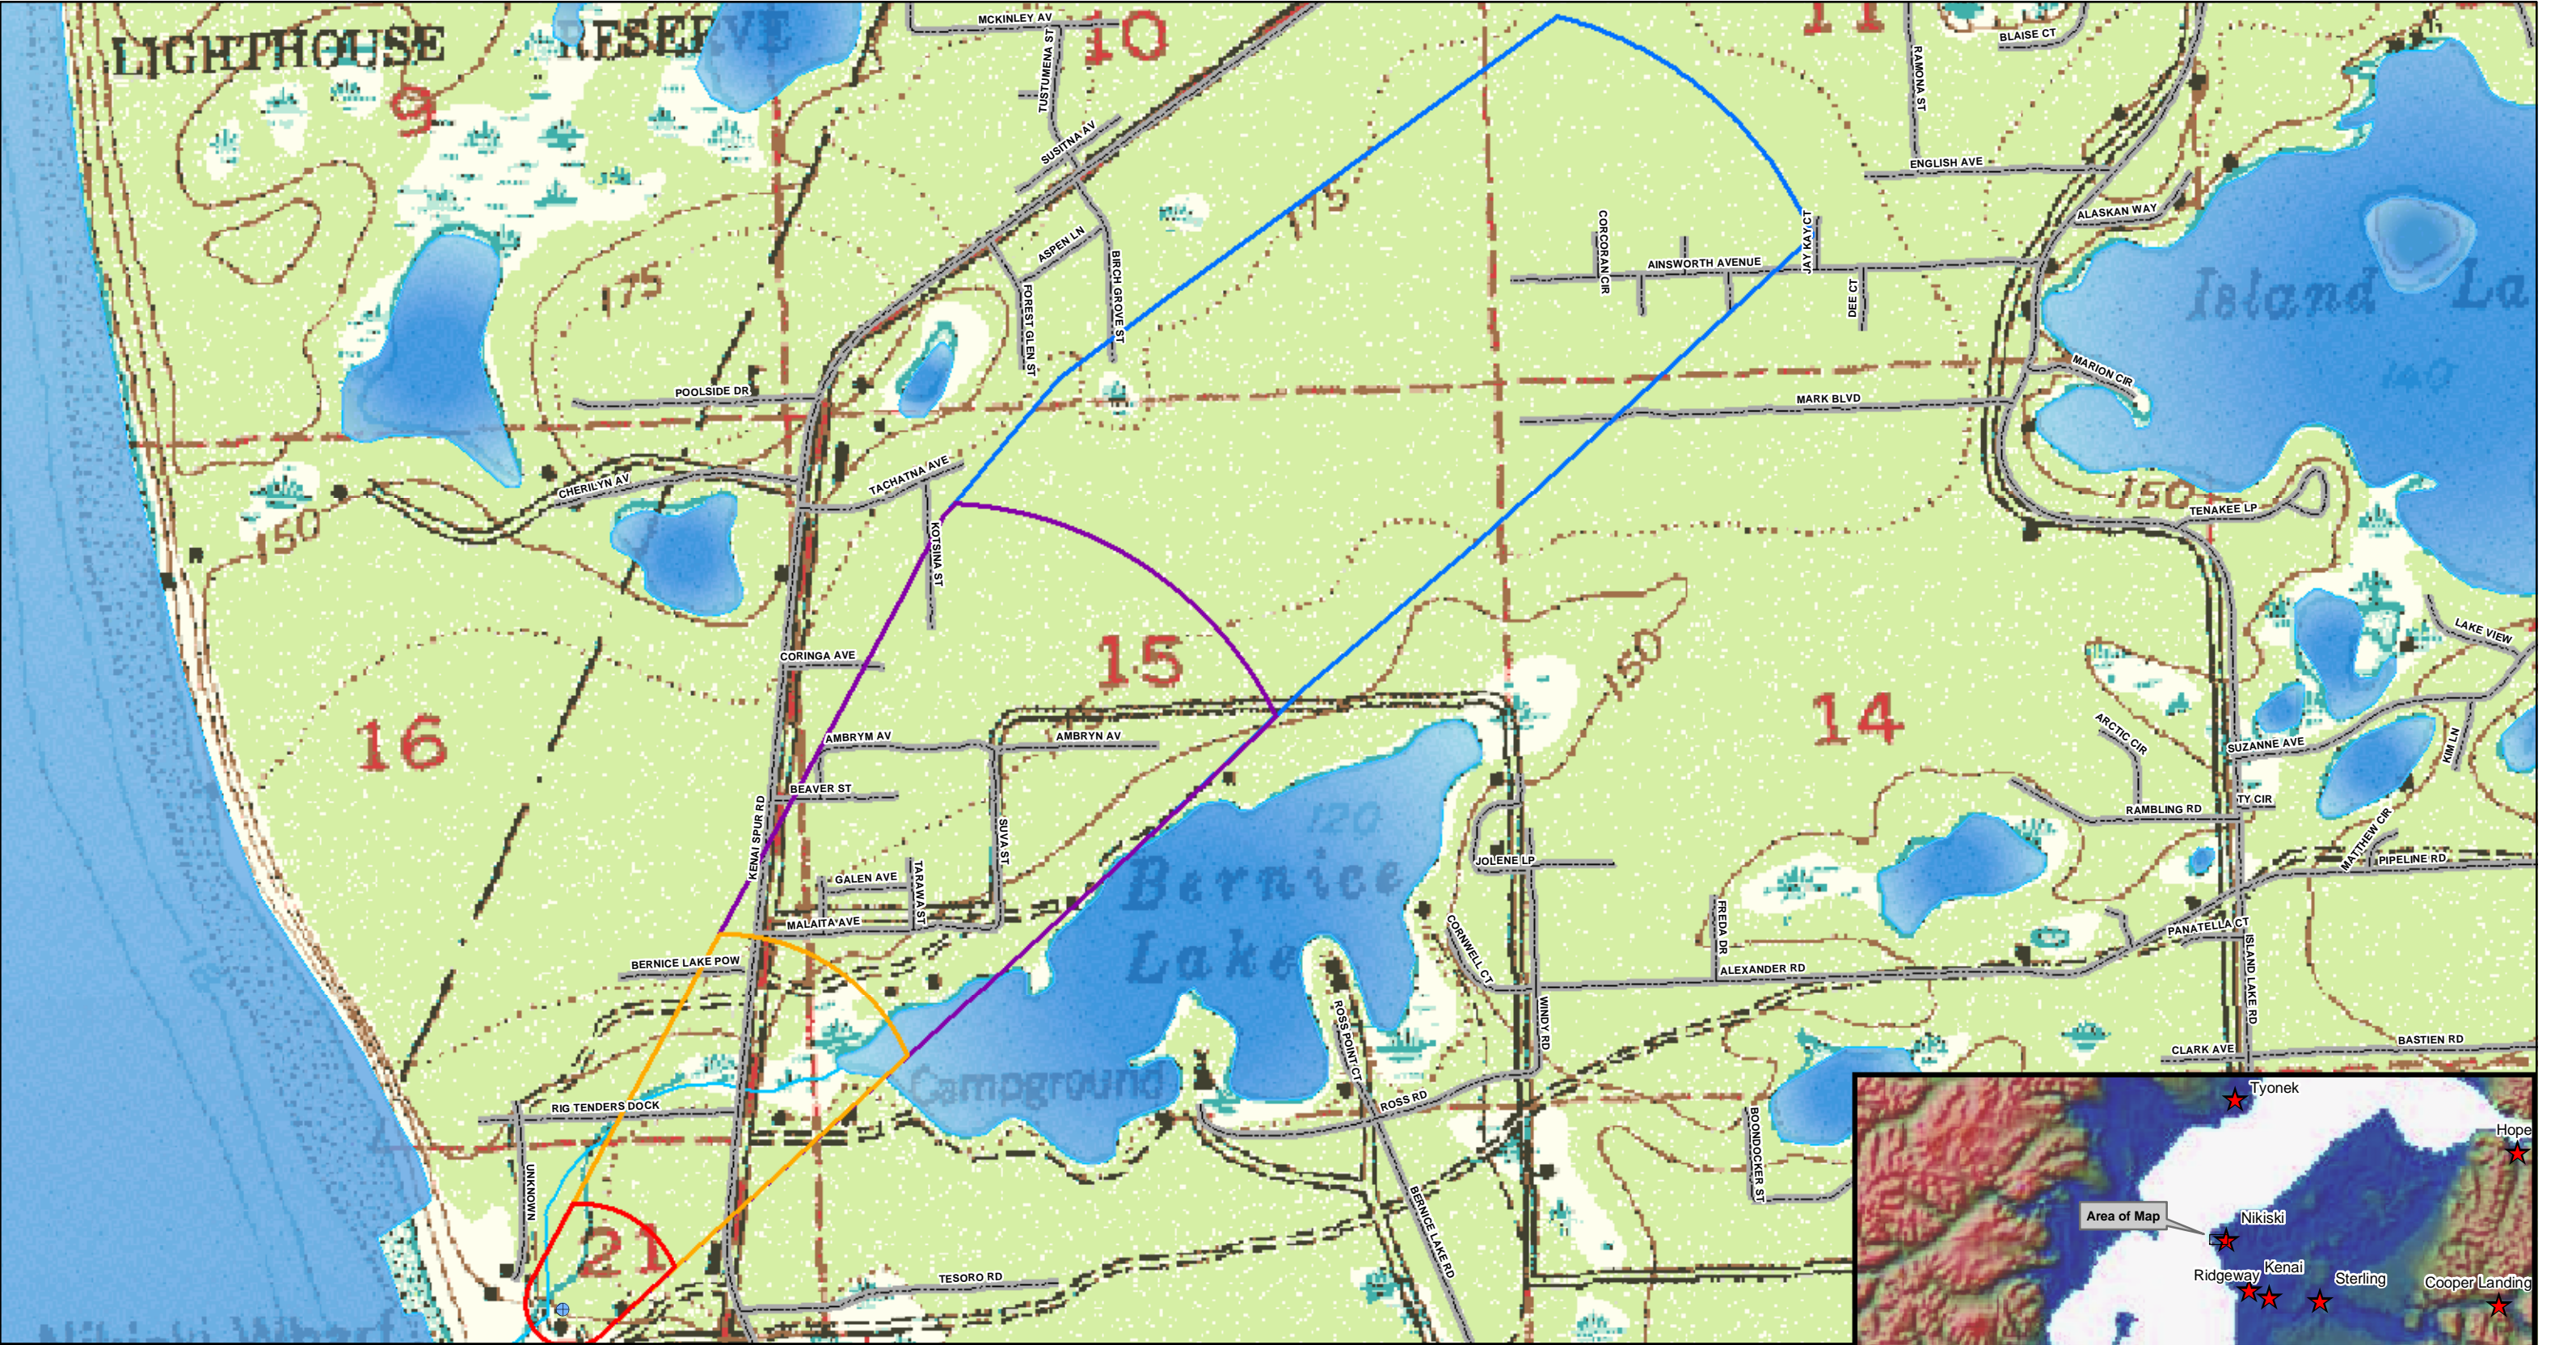 LIGHTHOUSE RESERVE
MCKINLEY AV
10
11
BLAISE CT
RAMONA ST
TUSTUMENA ST
9
SUSITNA AV
ENGLISH AVE
ALASKAN WAY
175
175
ASPEN LN
BIRCH GROVE ST
FOREST GLEN ST
CORCORAN CIR
AINSWORTH AVENUE
JAY KAY CT
DEE CT
Island La
140
MARION CIR
POOLSIDE DR
MARK BLVD
CHERILYN AV
TACHATNA AVE
150
150
TENAKEE LP
KOTSINA ST
LAKE VIEW
CORINGA AVE
15
150
16
14
AMBRYM AV
AMBRYN AV
ARCTIC CIR
SUZANNE AVE
KIM LN
BEAVER ST
KENAI SPUR RD
SUVA ST
120
Bernice
Lake
TY CIR
RAMBLING RD
MATTHEW CIR
PIPELINE RD
JOLENE LP
GALEN AVE
TARAWA ST
MALAITA AVE
CORNWELL CT
FREDA DR
PANATELLA CT
ISLAND LAKE RD
BERNICE LAKE POW
ALEXANDER RD
WINDY RD
ROSS POINT CT
CLARK AVE
BASTIEN RD
Campground
RIG TENDERS DOCK
ROSS RD
BOONDOCKER ST
UNKNOWN
BERNICE LAKE RD
21
TESORO RD
Nikiski Wharf
Tyonek
Hope
Area of Map
Nikiski
Ridgeway
Kenai
Sterling
Cooper Landing